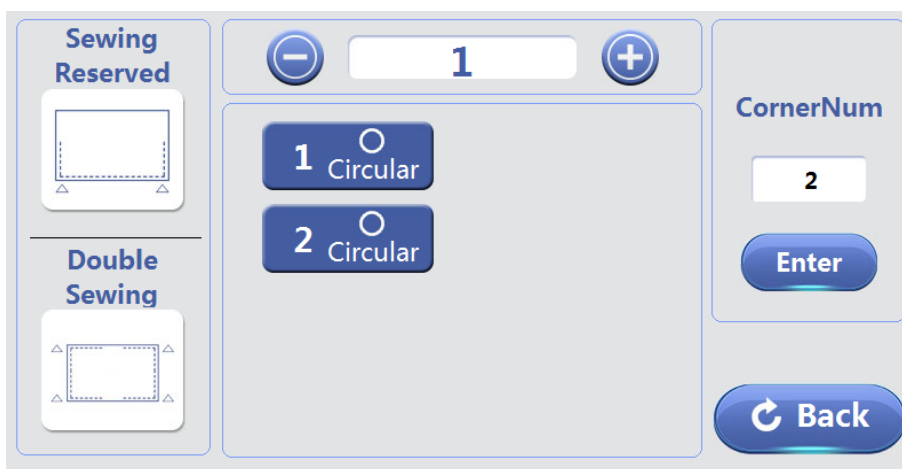 Sewing
Reserved
Double
Sewing
1
1 Circular
2 Circular
CornerNum
2
Enter
Back